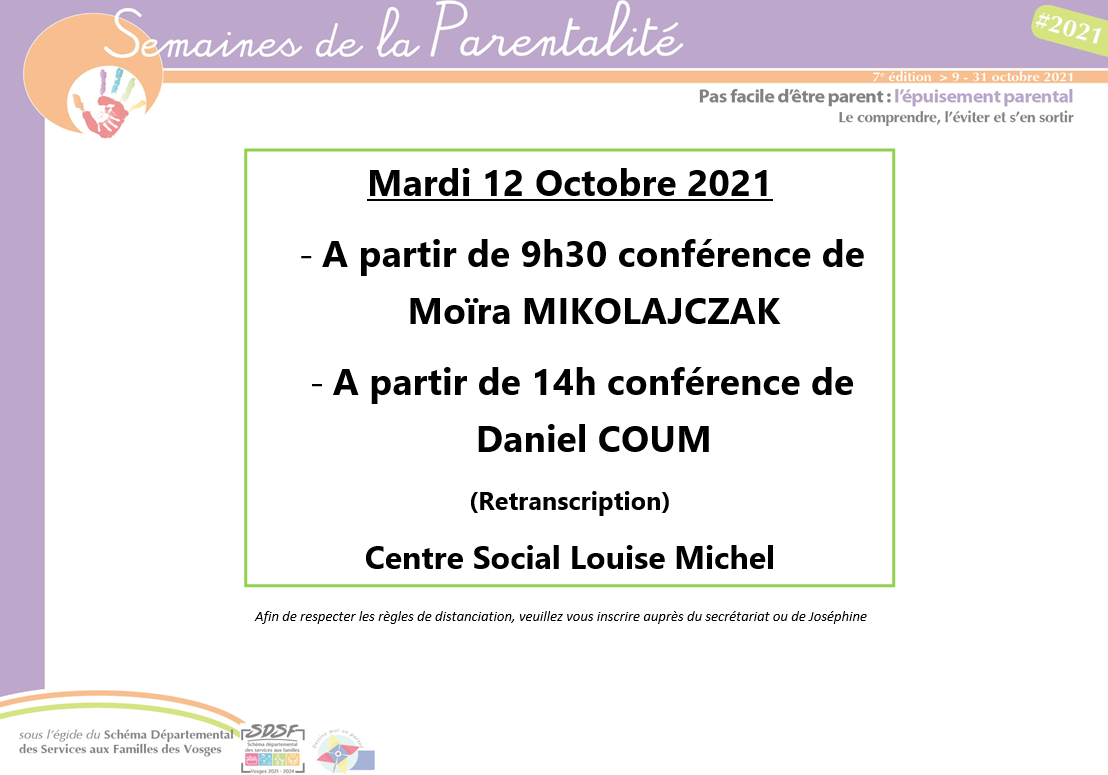 Semaines de la Parentalité
#2021
7e édition > 9 - 31 octobre 2021
Pas facile d'être parent : l'épuisement parental
Le comprendre, l'éviter et s'en sortir
Mardi 12 Octobre 2021
- A partir de 9h30 conférence de
Moïra MIKOLAJCZAK
- A partir de 14h conférence de
Daniel COUM
(Retranscription)
Centre Social Louise Michel
Afin de respecter les règles de distanciation, veuillez vous inscrire auprès du secrétariat ou de Joséphine
sous l'égide du Schéma Départemental
des Services aux Familles des Vosges
SDSF
Schéma départemental
des services aux familles
Vosges 2021 - 2024